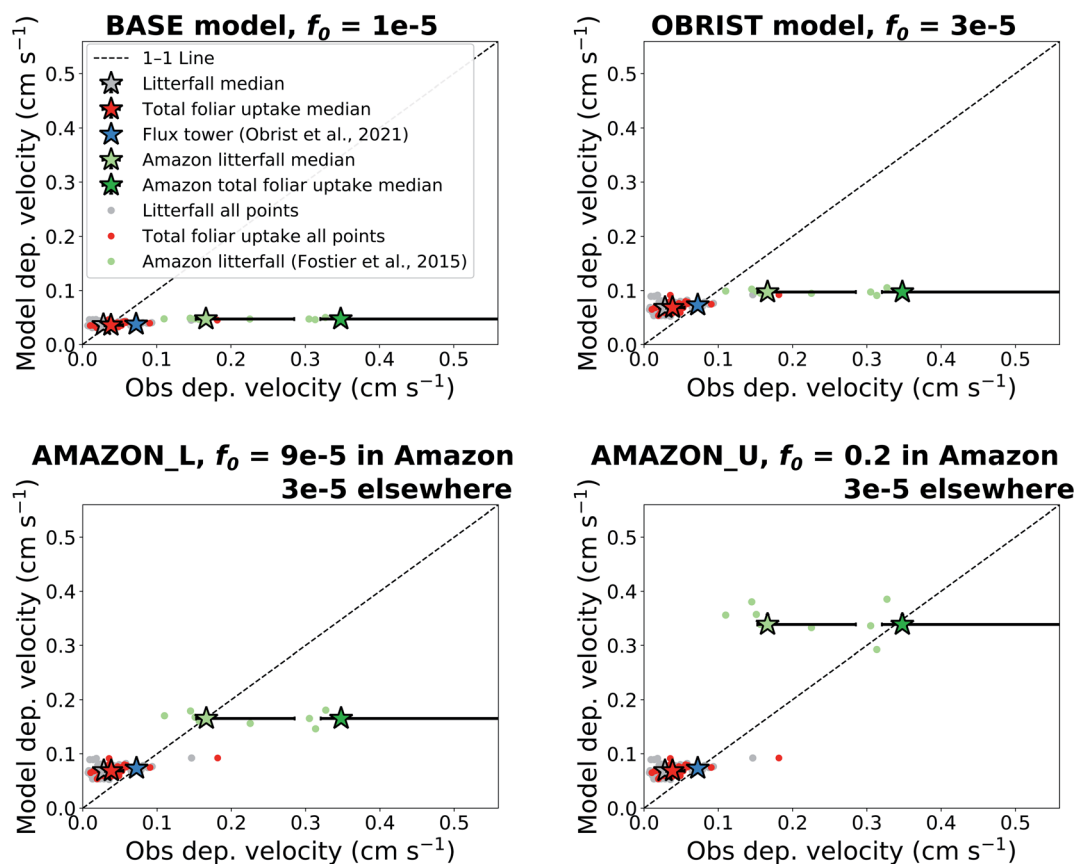 BASE model, f₀ = 1e-5
Model dep. velocity (cm s⁻¹)
0.5
0.4
0.3
0.2
0.1
0.0
1–1 Line
Litterfall median
Total foliar uptake median
Flux tower (Obrist et al., 2021)
Amazon litterfall median
Amazon total foliar uptake median
Litterfall all points
Total foliar uptake all points
Amazon litterfall (Fostier et al., 2015)
0.0 0.1 0.2 0.3 0.4 0.5
Obs dep. velocity (cm s⁻¹)
OBRIST model, f₀ = 3e-5
Model dep. velocity (cm s⁻¹)
0.5
0.4
0.3
0.2
0.1
0.0
0.0 0.1 0.2 0.3 0.4 0.5
Obs dep. velocity (cm s⁻¹)
AMAZON_L, f₀ = 9e-5 in Amazon
3e-5 elsewhere
Model dep. velocity (cm s⁻¹)
0.5
0.4
0.3
0.2
0.1
0.0
0.0 0.1 0.2 0.3 0.4 0.5
Obs dep. velocity (cm s⁻¹)
AMAZON_U, f₀ = 0.2 in Amazon
3e-5 elsewhere
Model dep. velocity (cm s⁻¹)
0.5
0.4
0.3
0.2
0.1
0.0
0.0 0.1 0.2 0.3 0.4 0.5
Obs dep. velocity (cm s⁻¹)